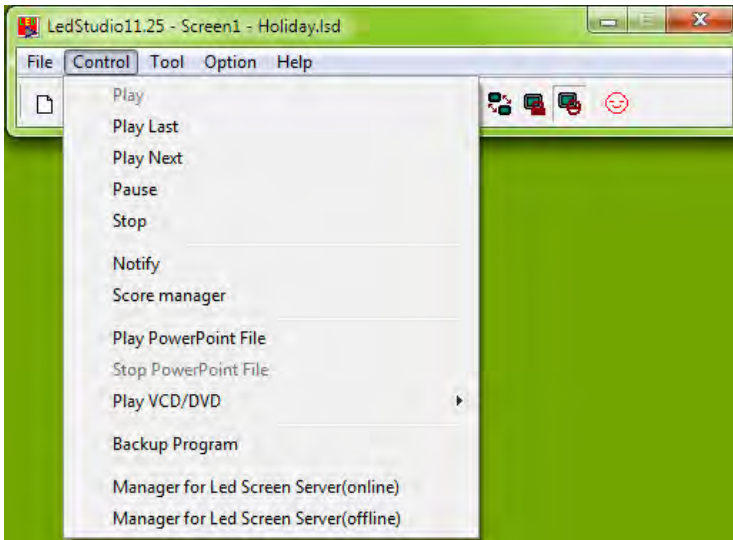 LedStudio11.25 - Screen1 - Holiday.lsd
File Control Tool Option Help
Play
Play Last
Play Next
Pause
Stop
Notify
Score manager
Play PowerPoint File
Stop PowerPoint File
Play VCD/DVD
Backup Program
Manager for Led Screen Server(online)
Manager for Led Screen Server(offline)